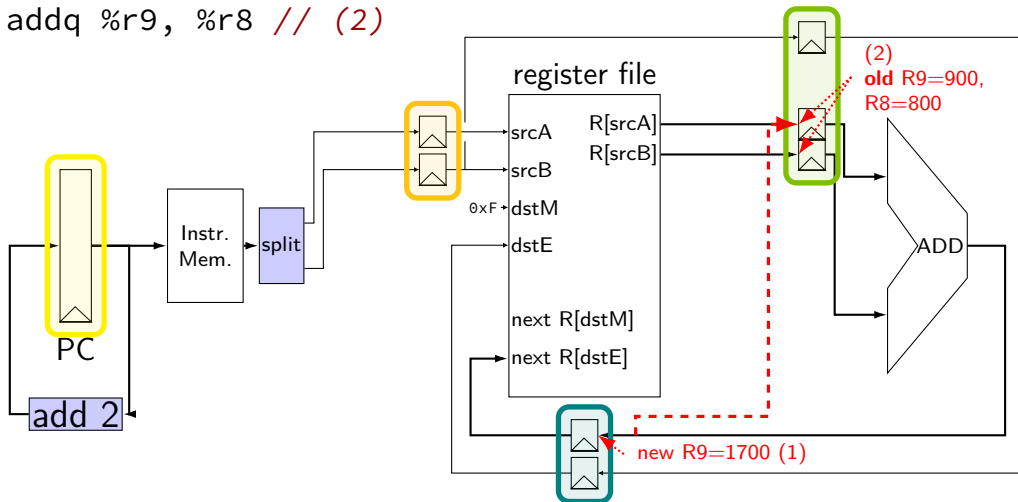 addq %r9, %r8 // (2)
(2)
old R9=900,
R8=800
register file
srcA
R[srcA]
srcB
R[srcB]
0xF
dstM
dstE
Instr.
Mem.
split
ADD
next R[dstM]
PC
next R[dstE]
add 2
new R9=1700 (1)